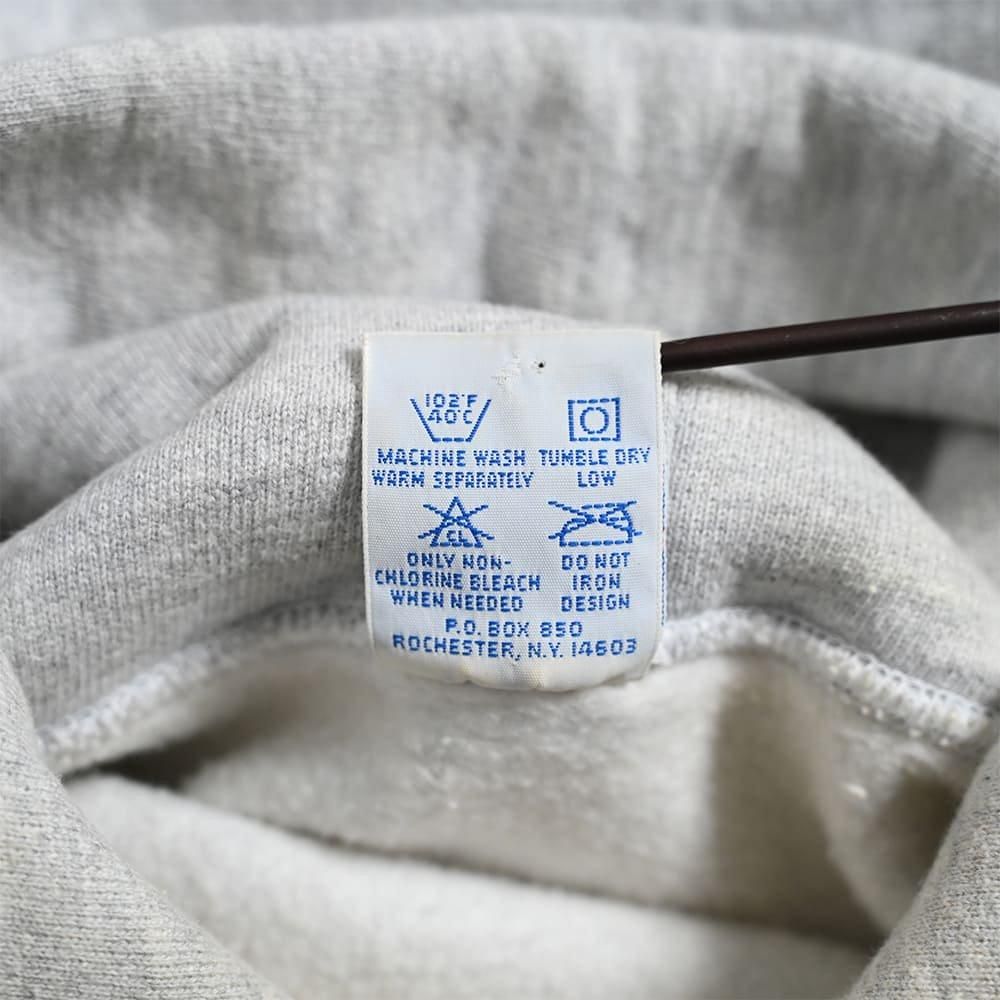 102°F
40°C
MACHINE WASH
WARM SEPARATELY
TUMBLE DRY
LOW
CL
ONLY NON-
CHLORINE BLEACH
WHEN NEEDED
DO NOT
IRON
DESIGN
P.O. BOX 850
ROCHESTER, N.Y. 14603